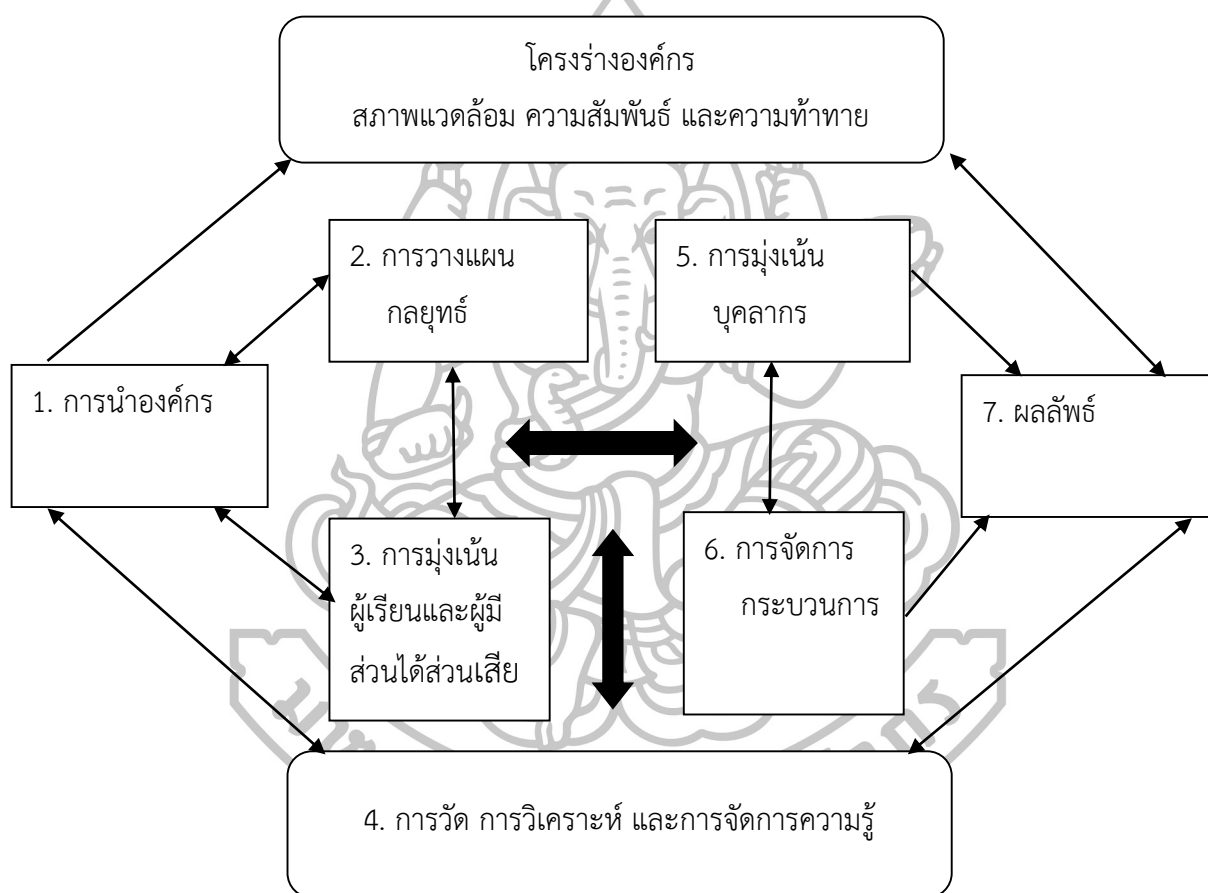 โครงร่างองค์กร
สภาพแวดล้อม ความสัมพันธ์ และความท้าทาย
2. การวางแผน
กลยุทธ์
5. การมุ่งเน้น
บุคลากร
1. การนำองค์กร
7. ผลลัพธ์
3. การมุ่งเน้น
ผู้เรียนและผู้มี
ส่วนได้ส่วนเสีย
6. การจัดการ
กระบวนการ
4. การวัด การวิเคราะห์ และการจัดการความรู้